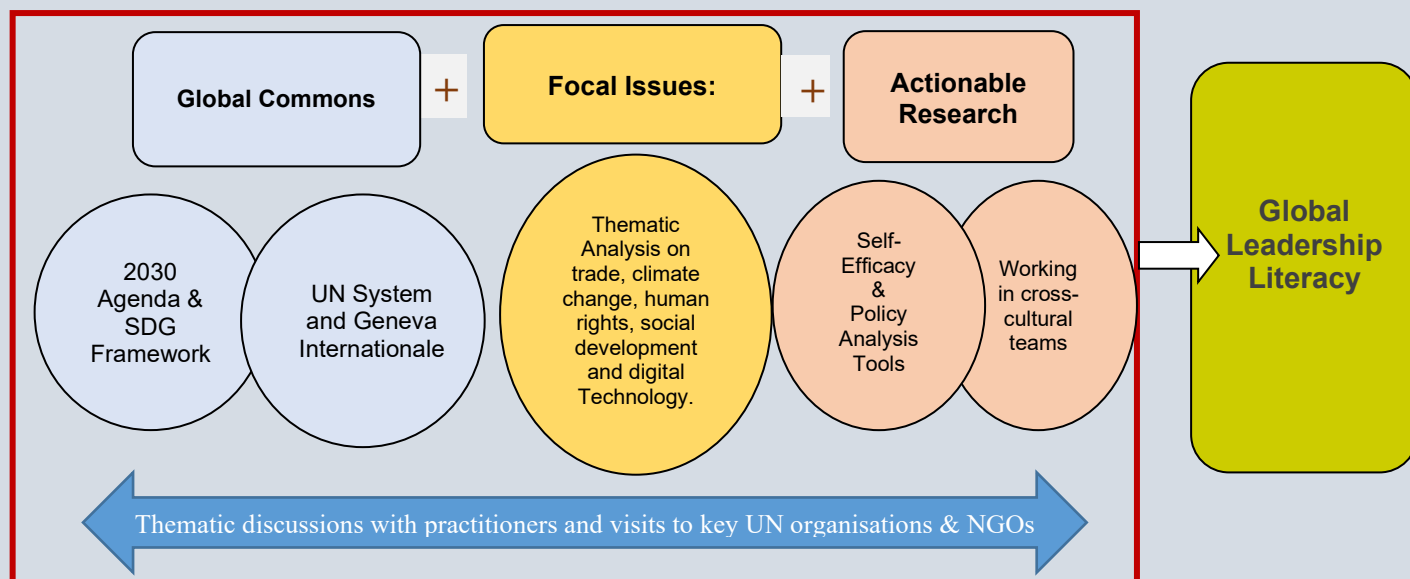 Global Commons
+
Focal Issues:
+
Actionable
Research
2030
Agenda &
SDG
Framework
UN System
and Geneva
Internationale
Thematic
Analysis on
trade, climate
change, human
rights, social
development
and digital
Technology.
Self-
Efficacy
&
Policy
Analysis
Tools
Working
in cross-
cultural
teams
Global
Leadership
Literacy
Thematic discussions with practitioners and visits to key UN organisations & NGOs